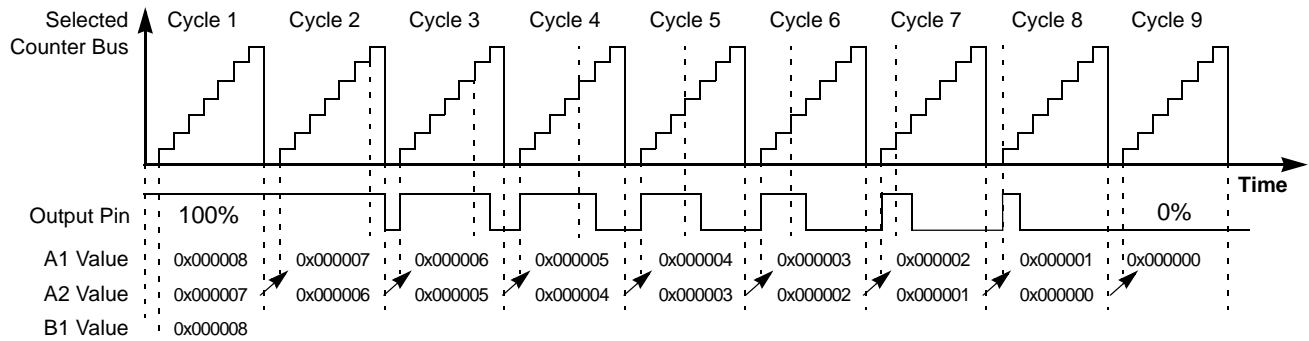 Selected Counter Bus
Cycle 1 Cycle 2 Cycle 3 Cycle 4 Cycle 5 Cycle 6 Cycle 7 Cycle 8 Cycle 9
Time
Output Pin 100% 0%
A1 Value 0x000008 0x000007 0x000006 0x000005 0x000004 0x000003 0x000002 0x000001 0x000000
A2 Value 0x000007 0x000006 0x000005 0x000004 0x000003 0x000002 0x000001 0x000000
B1 Value 0x000008